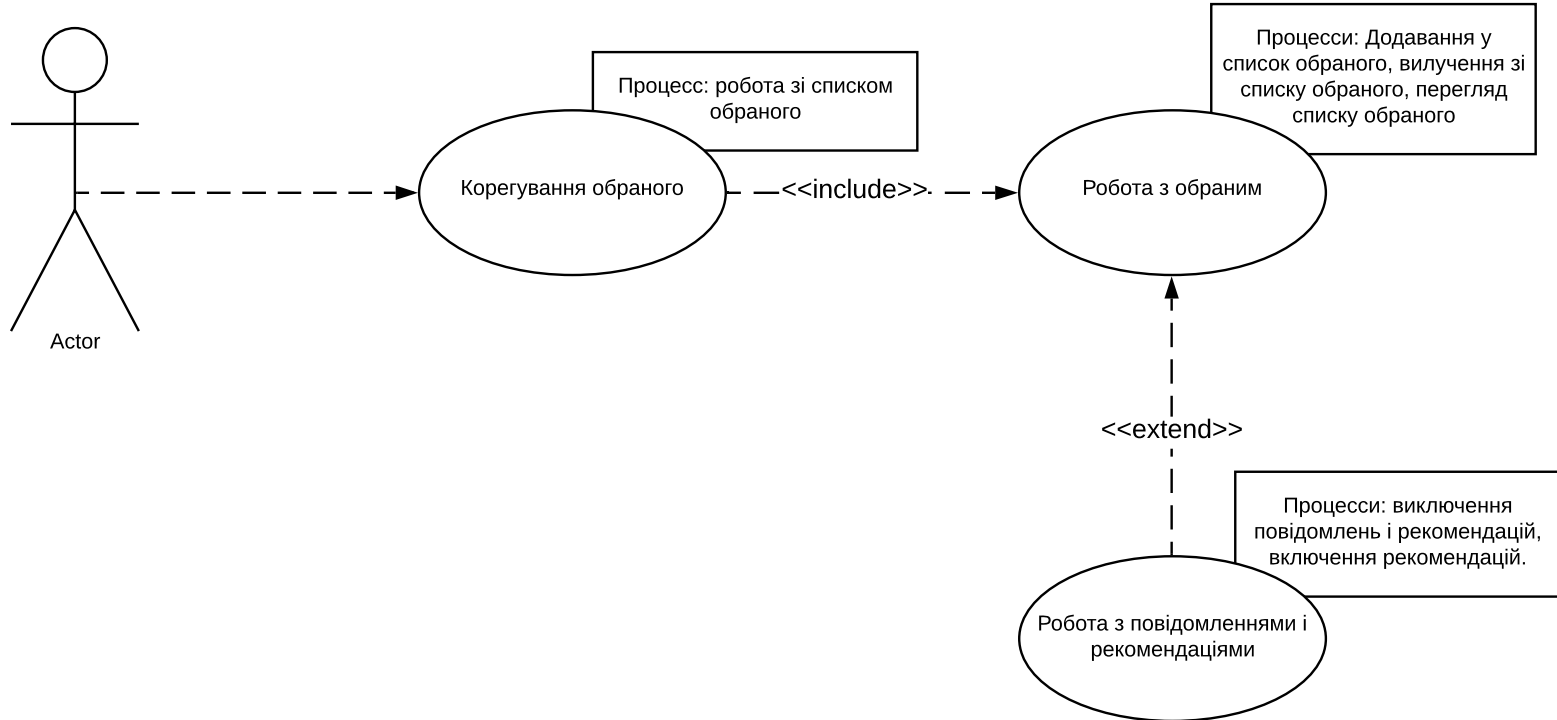 Процесс: робота зі списком
обраного
Процесси: Додавання у
список обраного, вилучення зі
списку обраного, перегляд
списку обраного
Корегування обраного
<<include>>
Робота з обраним
Actor
<<extend>>
Процесси: виключення
повідомлень і рекомендацій,
включення рекомендацій.
Робота з повідомленнями і
рекомендаціями